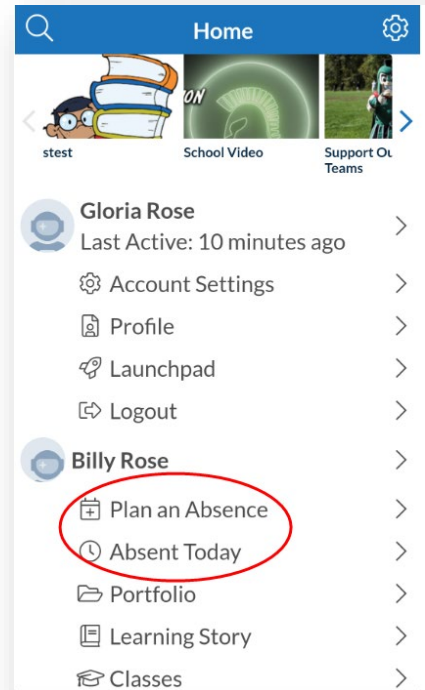 Home
ON
stest
School Video
Support Ou
Teams
Gloria Rose
Last Active: 10 minutes ago
Account Settings
Profile
Launchpad
Logout
Billy Rose
Plan an Absence
Absent Today
Portfolio
Learning Story
Classes